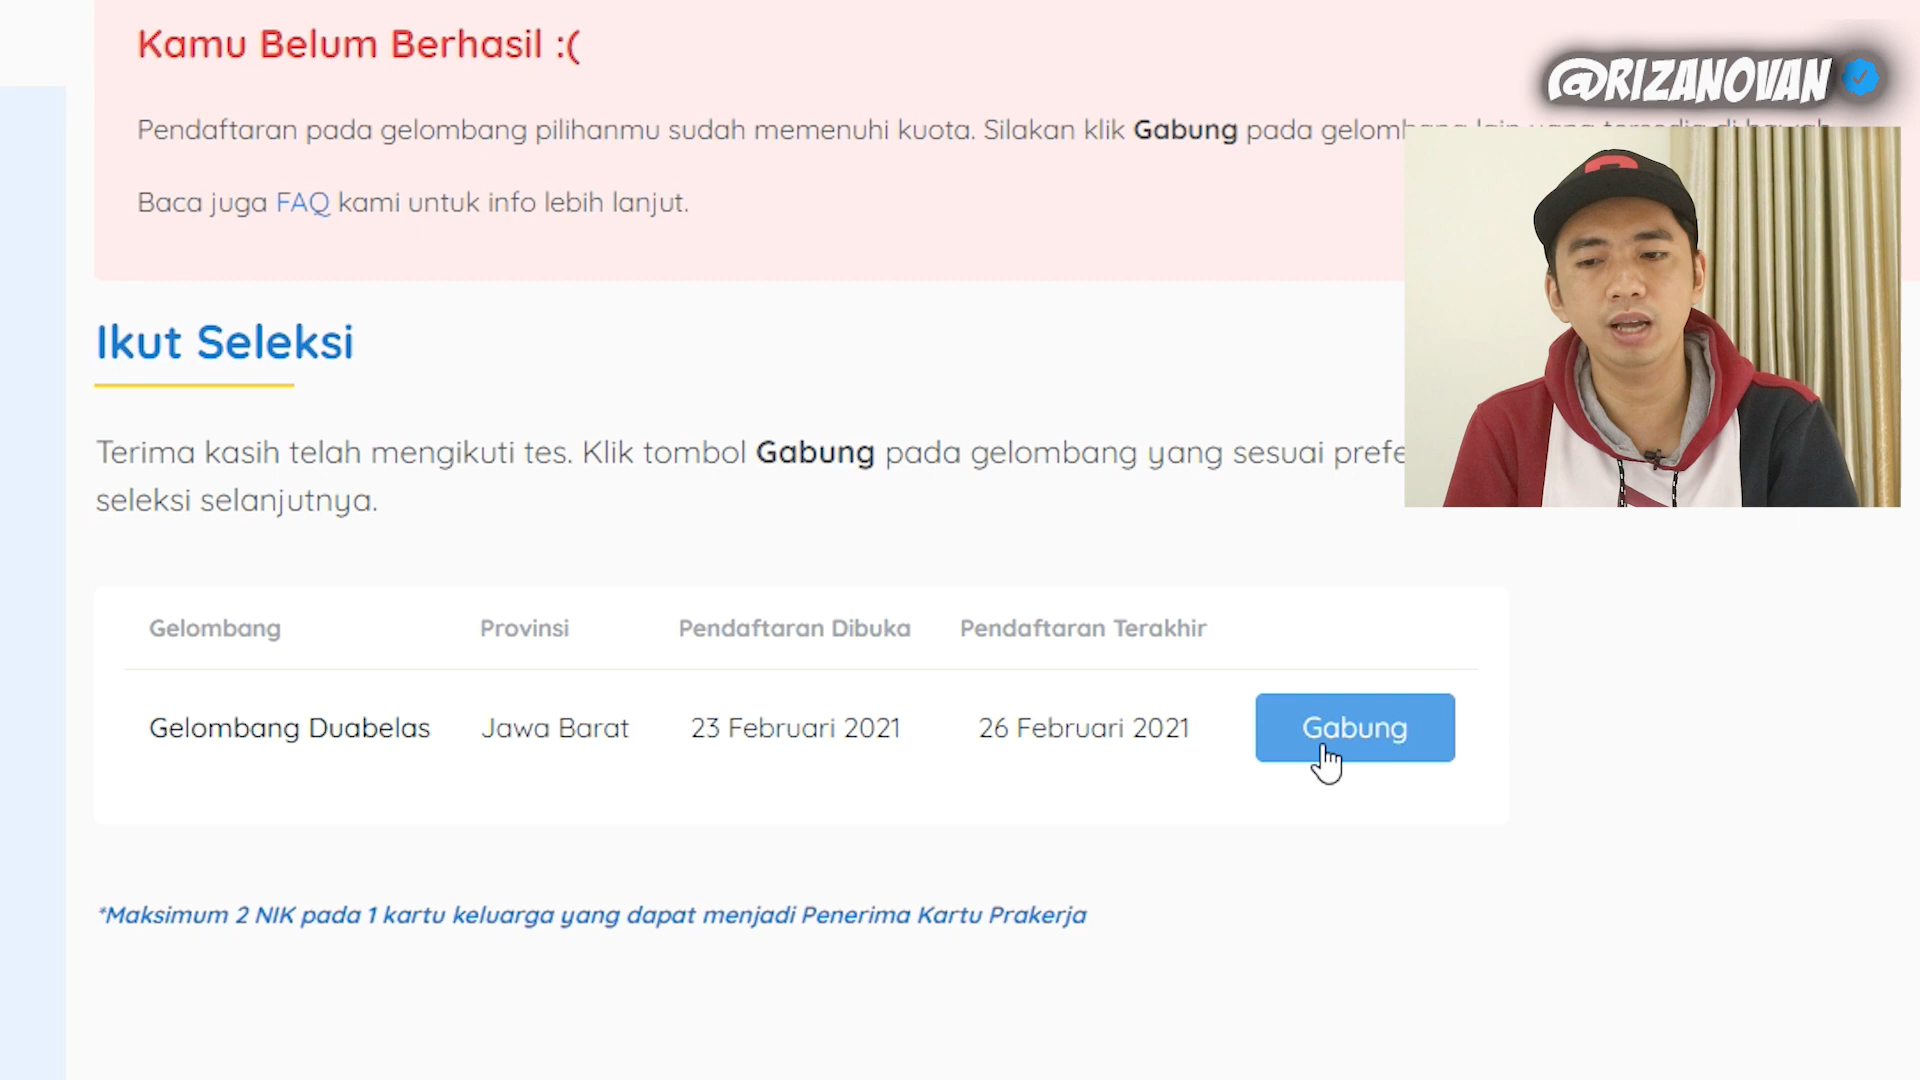 Kamu Belum Berhasil :(
@RIZANOVAN
Pendaftaran pada gelombang pilihanmu sudah memenuhi kuota. Silakan klik Gabung pada
Baca juga FAQ kami untuk info lebih lanjut.
Ikut Seleksi
Terima kasih telah mengikuti tes. Klik tombol Gabung pada gelombang yang sesuai
seleksi selanjutnya.
Gelombang Provinsi Pendaftaran Dibuka Pendaftaran Terakhir
Gelombang Duabelas Jawa Barat 23 Februari 2021 26 Februari 2021 Gabung
*Maksimum 2 NIK pada 1 kartu keluarga yang dapat menjadi Penerima Kartu Prakerja